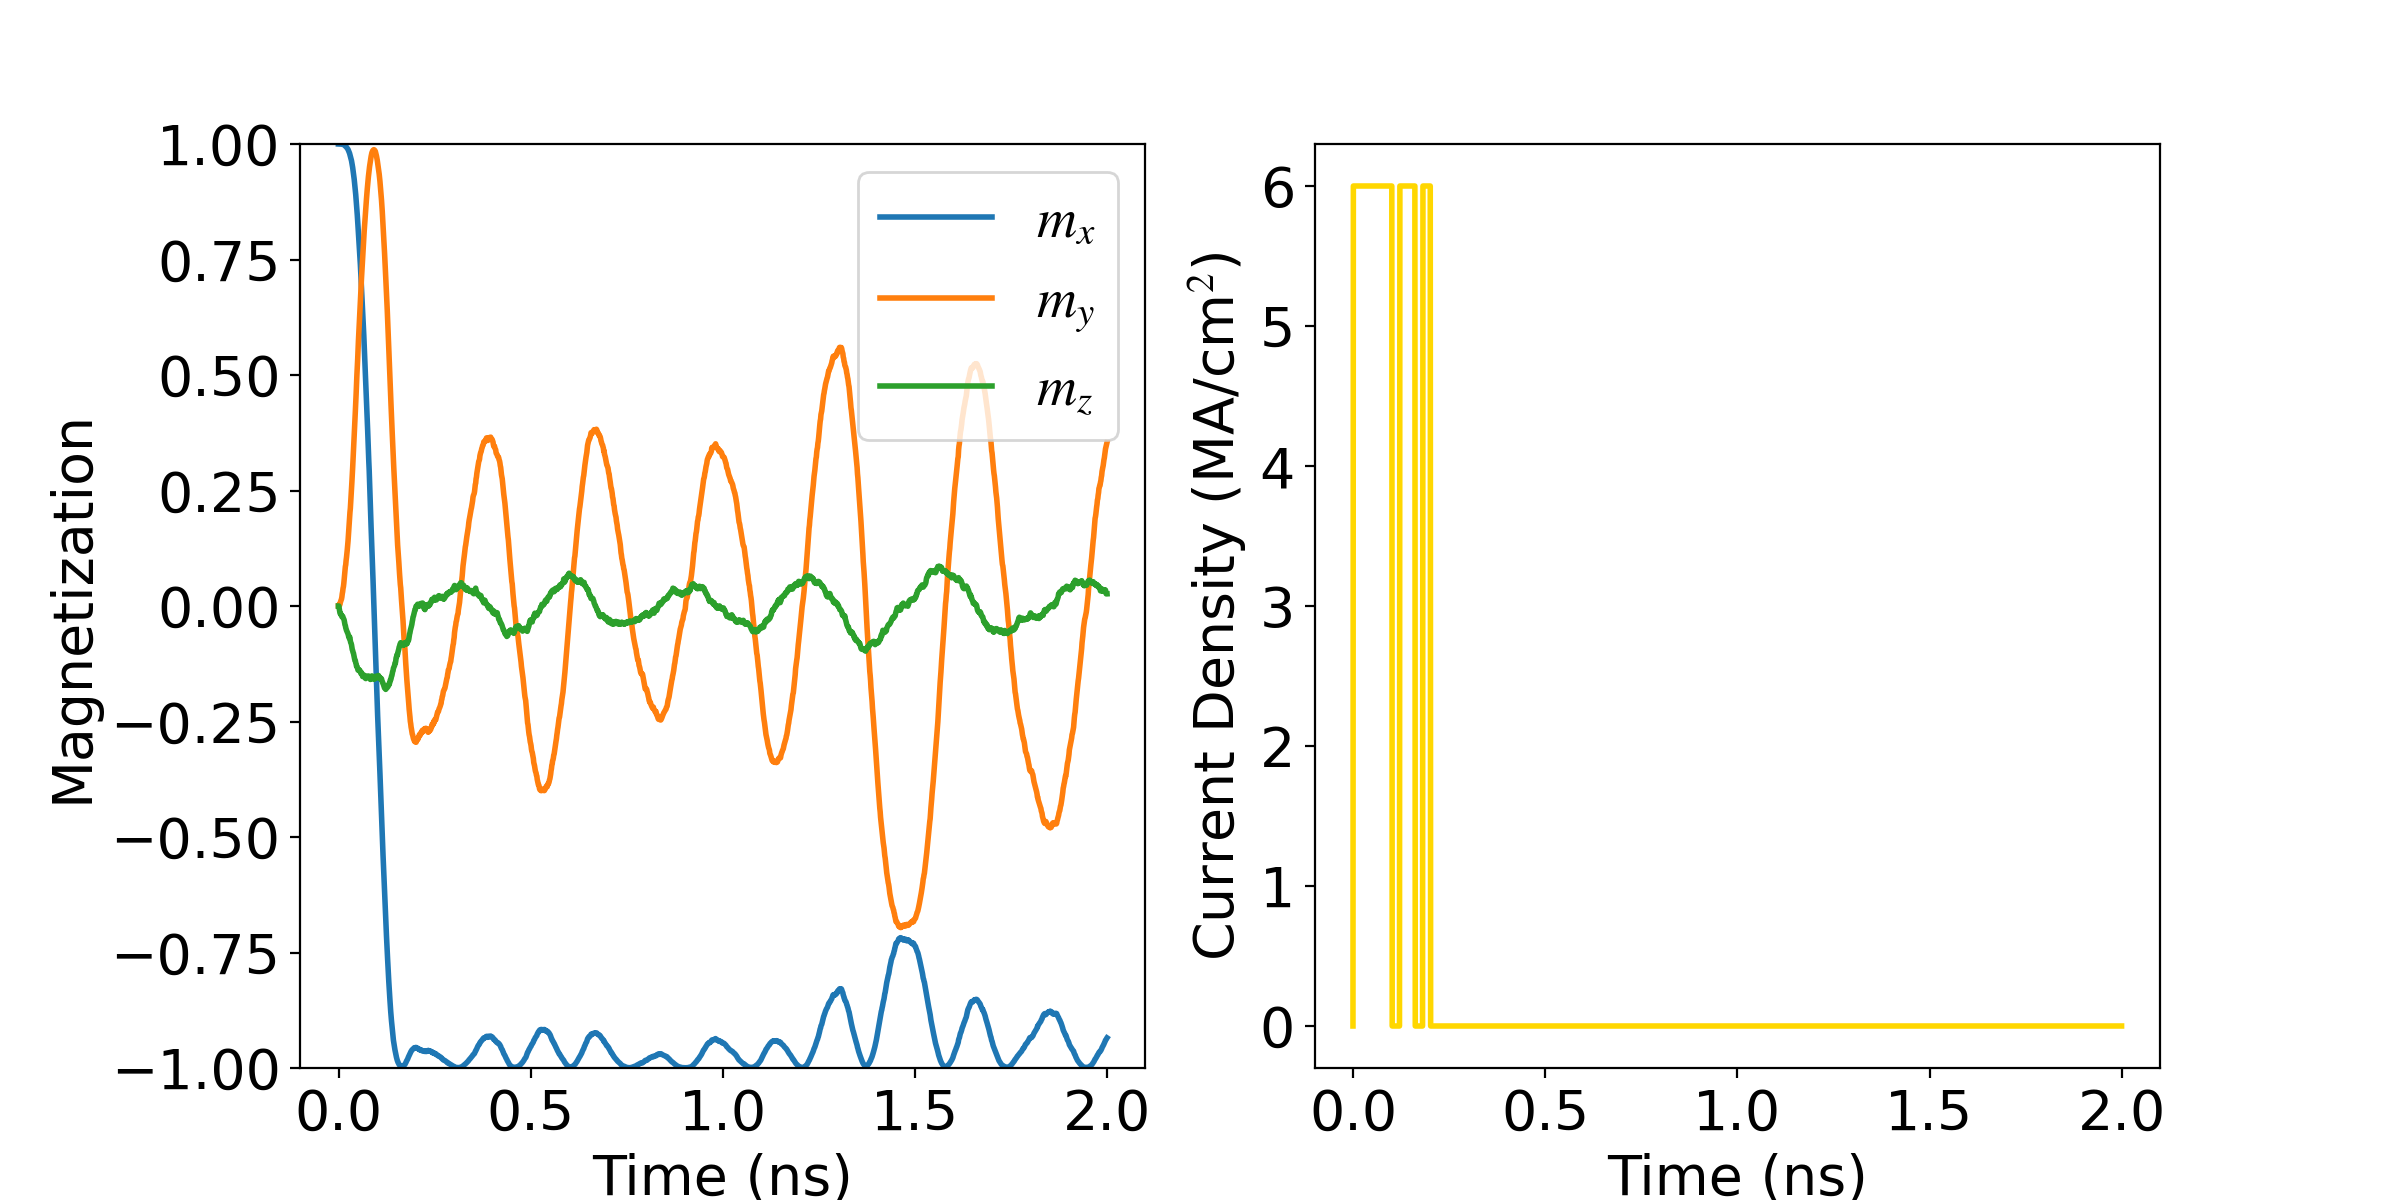 Magnetization
1.00
0.75
0.50
0.25
0.00
−0.25
−0.50
−0.75
−1.00
0.0 0.5 1.0 1.5 2.0
Time (ns)
m_x
m_y
m_z
Current Density (MA/cm²)
6
5
4
3
2
1
0
0.0 0.5 1.0 1.5 2.0
Time (ns)